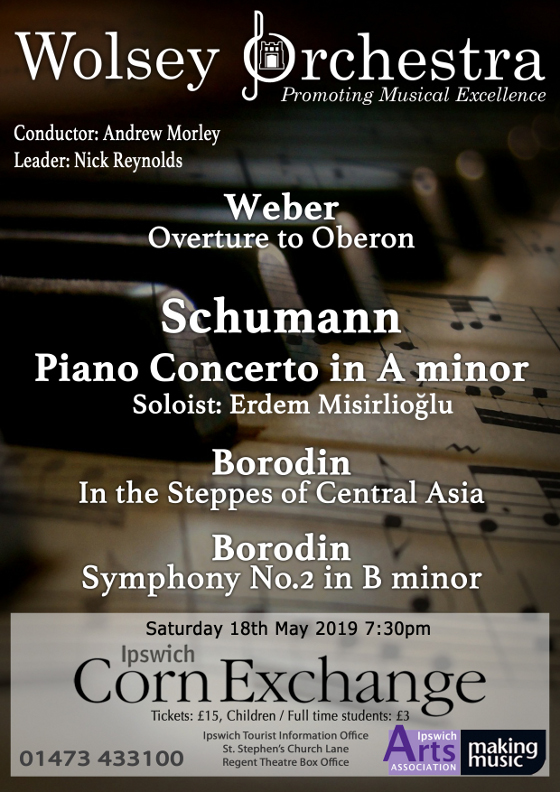 Wolsey Orchestra
Promoting Musical Excellence
Conductor: Andrew Morley
Leader: Nick Reynolds
Weber
Overture to Oberon
Schumann
Piano Concerto in A minor
Soloist: Erdem Misirlioğlu
Borodin
In the Steppes of Central Asia
Borodin
Symphony No.2 in B minor
Saturday 18th May 2019 7:30pm
Ipswich
Corn Exchange
Tickets: £15, Children / Full time students: £3
Ipswich Tourist Information Office
St. Stephen's Church Lane
Regent Theatre Box Office
01473 433100
Ipswich
Arts
ASSOCIATION
making
music